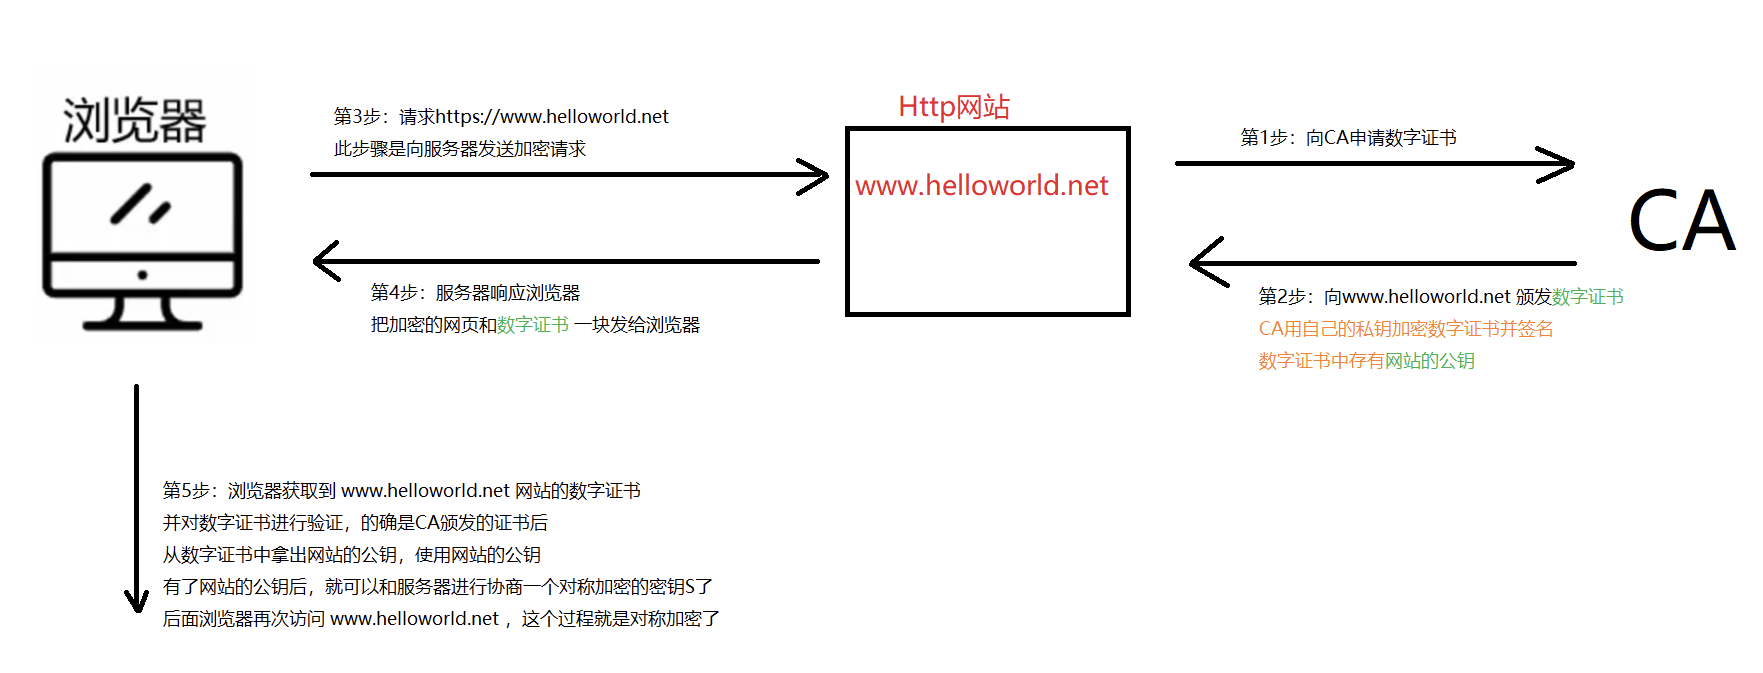 浏览器
第3步：请求https://www.helloworld.net
此步骤是向服务器发送加密请求
第4步：服务器响应浏览器
把加密的网页和数字证书 一块发给浏览器
Http网站
www.helloworld.net
第1步：向CA申请数字证书
CA
第2步：向www.helloworld.net 颁发数字证书
CA用自己的私钥加密数字证书并签名
数字证书中存有网站的公钥
第5步：浏览器获取到 www.helloworld.net 网站的数字证书
并对数字证书进行验证，的确是CA颁发的证书后
从数字证书中拿出网站的公钥，使用网站的公钥
有了网站的公钥后，就可以和服务器进行协商一个对称加密的密钥S了
后面浏览器再次访问 www.helloworld.net ，这个过程就是对称加密了